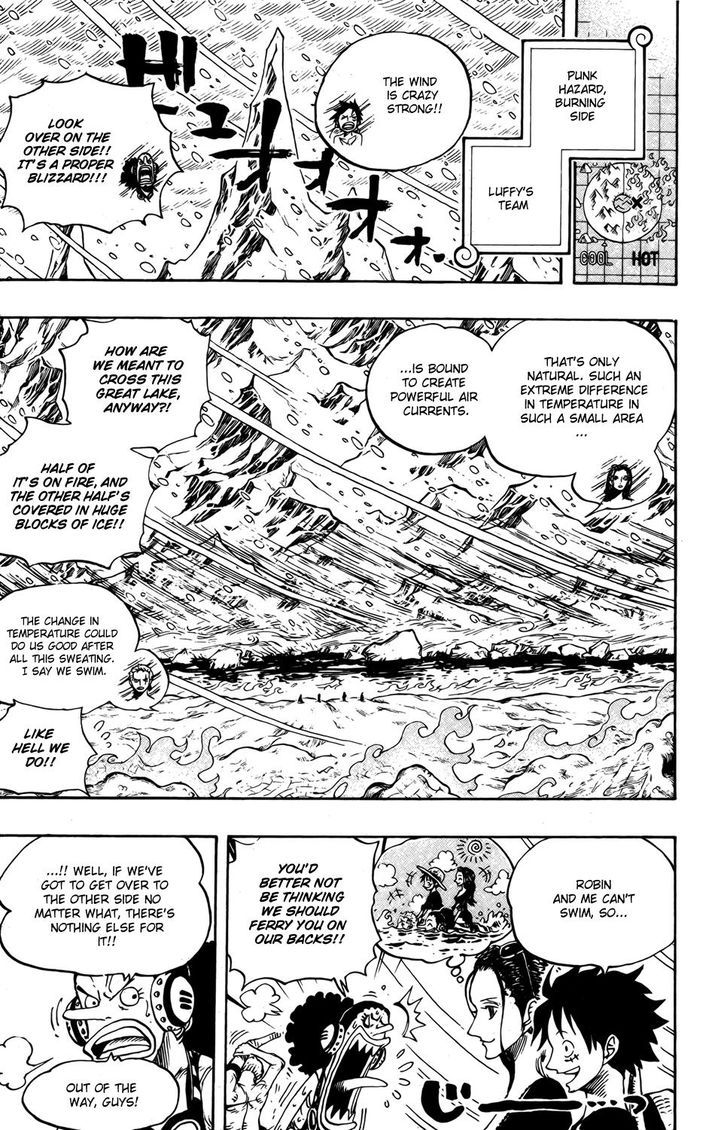 PUNK
HAZARD,
BURNING
SIDE
LUFFY'S
TEAM
COOL HOT
THE WIND
IS CRAZY
STRONG!!
ビュオオオオ..
LOOK
OVER ON THE
OTHER SIDE!!
IT'S A PROPER
BLIZZARD!!!
THAT'S ONLY
NATURAL. SUCH AN
EXTREME DIFFERENCE
IN TEMPERATURE IN
SUCH A SMALL AREA
...
...IS BOUND
TO CREATE
POWERFUL AIR
CURRENTS.
HOW ARE
WE MEANT TO
CROSS THIS
GREAT LAKE,
ANYWAY?!
HALF OF
IT'S ON FIRE, AND
THE OTHER HALF'S
COVERED IN HUGE
BLOCKS OF ICE!!
THE CHANGE IN
TEMPERATURE COULD
DO US GOOD AFTER
ALL THIS SWEATING.
I SAY WE SWIM.
LIKE
HELL WE
DO!!
ROBIN
AND ME CAN'T
SWIM, SO...
じーーっ
YOU'D
BETTER NOT
BE THINKING
WE SHOULD
FERRY YOU ON
OUR BACKS!!
...!! WELL, IF WE'VE
GOT TO GET OVER TO
THE OTHER SIDE NO
MATTER WHAT, THERE'S
NOTHING ELSE FOR
IT!!
OUT OF THE
WAY, GUYS!